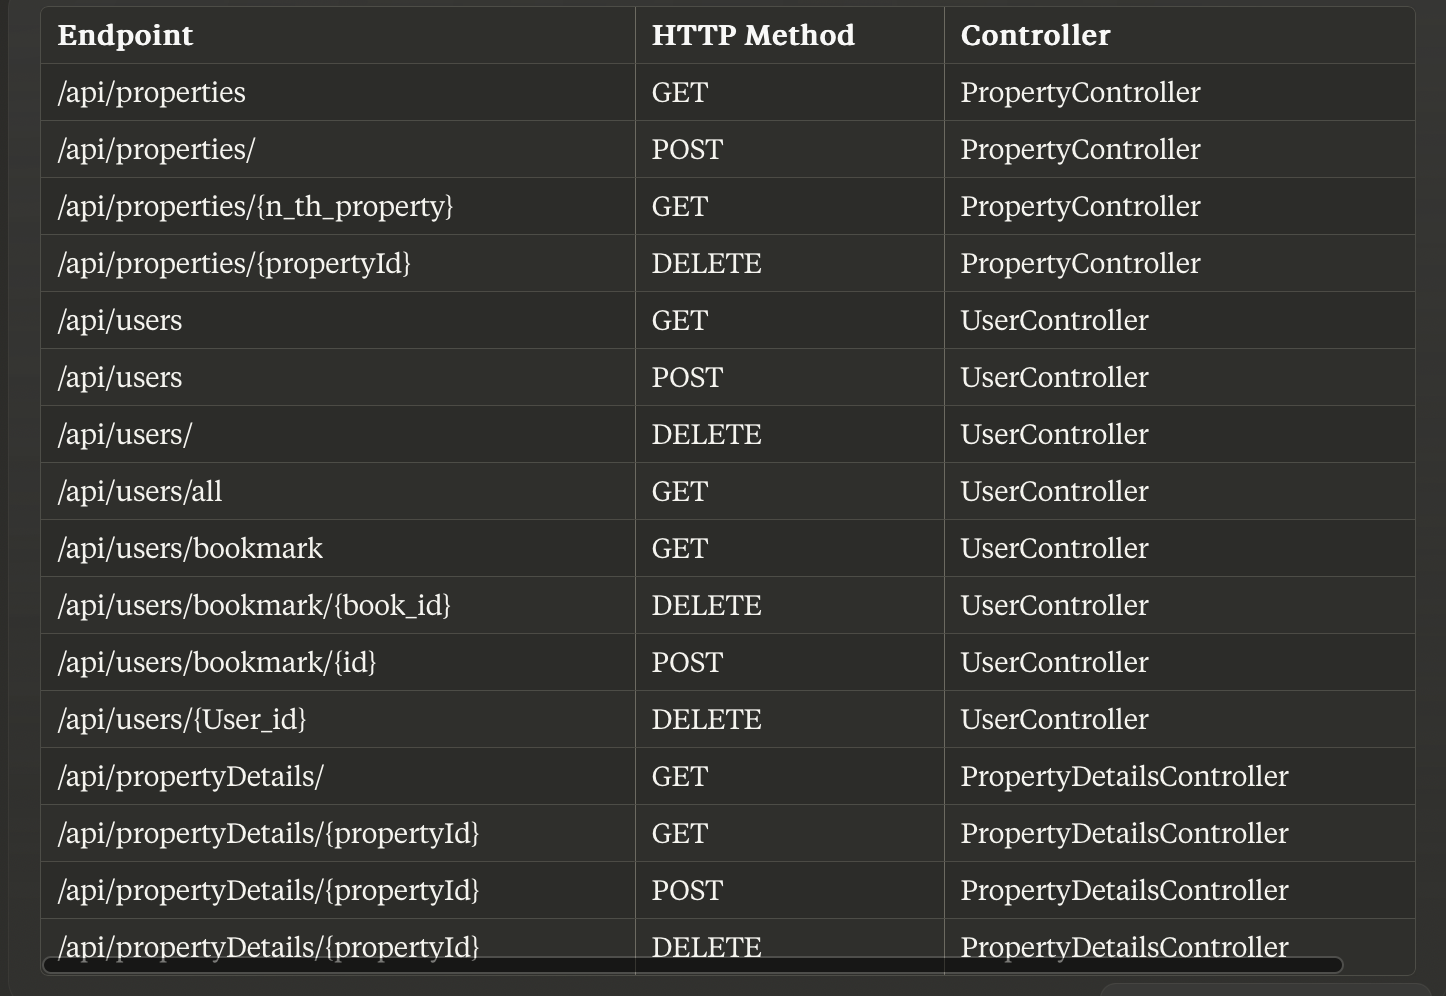 Endpoint HTTP Method Controller
/api/properties GET PropertyController
/api/properties/ POST PropertyController
/api/properties/{n_th_property} GET PropertyController
/api/properties/{propertyId} DELETE PropertyController
/api/users GET UserController
/api/users POST UserController
/api/users/ DELETE UserController
/api/users/all GET UserController
/api/users/bookmark GET UserController
/api/users/bookmark/{book_id} DELETE UserController
/api/users/bookmark/{id} POST UserController
/api/users/{User_id} DELETE UserController
/api/propertyDetails/ GET PropertyDetailsController
/api/propertyDetails/{propertyId} GET PropertyDetailsController
/api/propertyDetails/{propertyId} POST PropertyDetailsController
/api/propertyDetails/{propertyId} DELETE PropertyDetailsController